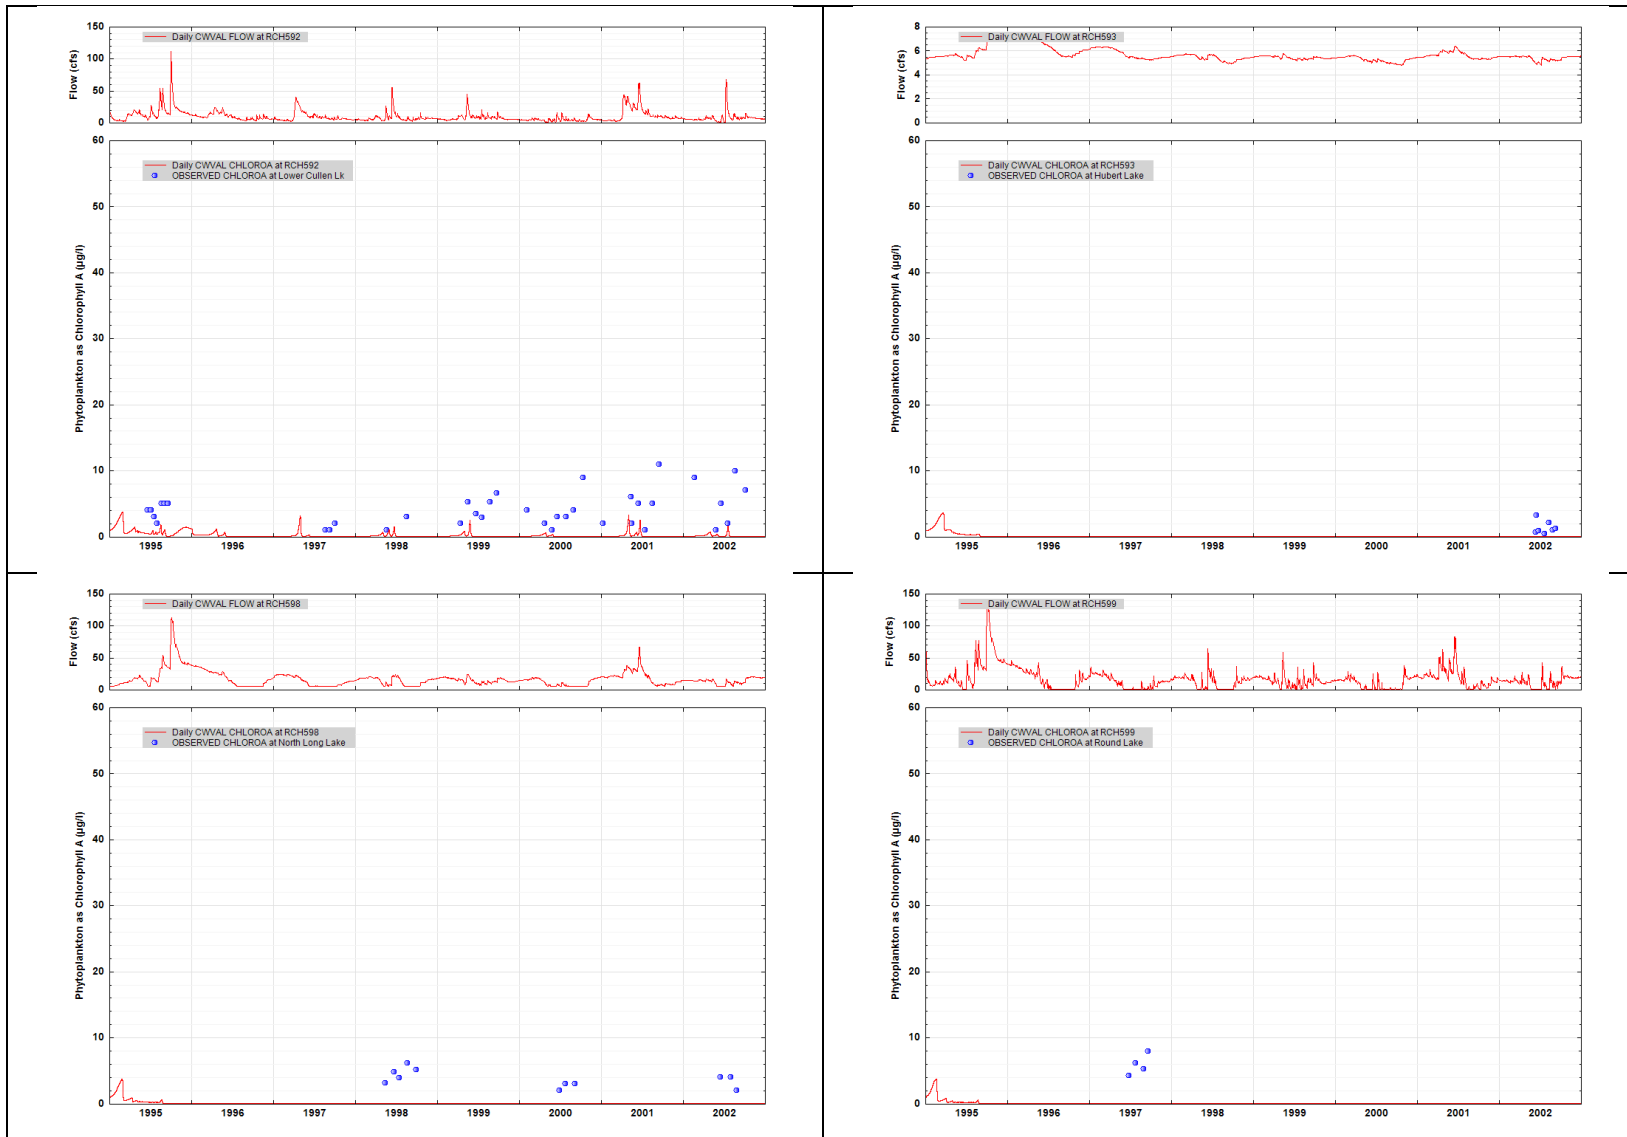 150
100
50
0
Flow (cfs)
Daily CWVAL FLOW at RCH592
60
50
40
30
20
10
0
Phytoplankton as Chlorophyll A (µg/l)
Daily CWVAL CHLOROA at RCH592
OBSERVED CHLOROA at Lower Cullen Lk
1995 1996 1997 1998 1999 2000 2001 2002
8
6
4
2
0
Flow (cfs)
Daily CWVAL FLOW at RCH593
60
50
40
30
20
10
0
Phytoplankton as Chlorophyll A (µg/l)
Daily CWVAL CHLOROA at RCH593
OBSERVED CHLOROA at Hubert Lake
1995 1996 1997 1998 1999 2000 2001 2002
150
100
50
0
Flow (cfs)
Daily CWVAL FLOW at RCH598
60
50
40
30
20
10
0
Phytoplankton as Chlorophyll A (µg/l)
Daily CWVAL CHLOROA at RCH598
OBSERVED CHLOROA at North Long Lake
1995 1996 1997 1998 1999 2000 2001 2002
150
100
50
0
Flow (cfs)
Daily CWVAL FLOW at RCH599
60
50
40
30
20
10
0
Phytoplankton as Chlorophyll A (µg/l)
Daily CWVAL CHLOROA at RCH599
OBSERVED CHLOROA at Round Lake
1995 1996 1997 1998 1999 2000 2001 2002